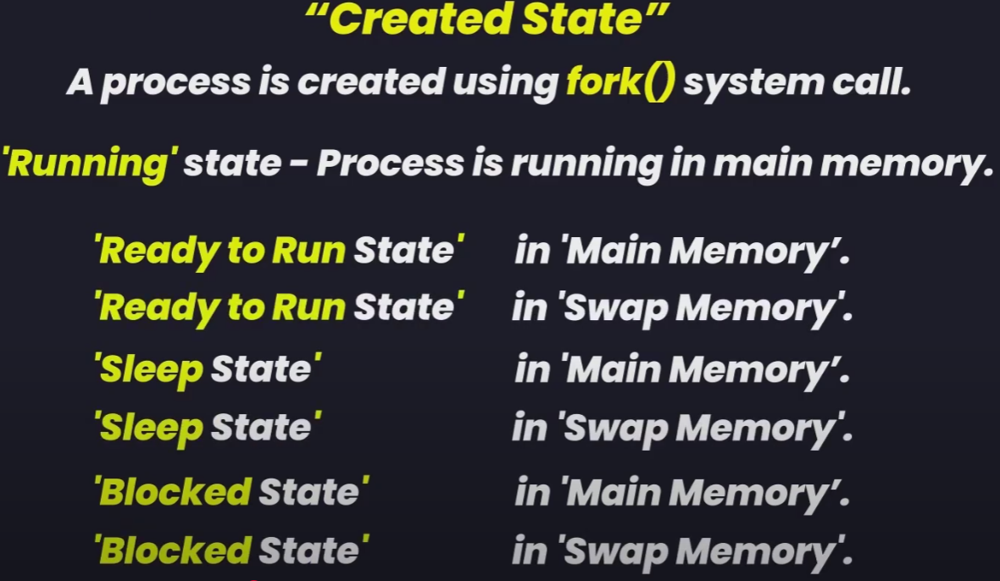 “Created State”
A process is created using fork() system call.
'Running' state - Process is running in main memory.
'Ready to Run State' in 'Main Memory’.
'Ready to Run State' in 'Swap Memory'.
'Sleep State' in 'Main Memory’.
'Sleep State' in 'Swap Memory'.
'Blocked State' in 'Main Memory’.
'Blocked State' in 'Swap Memory'.